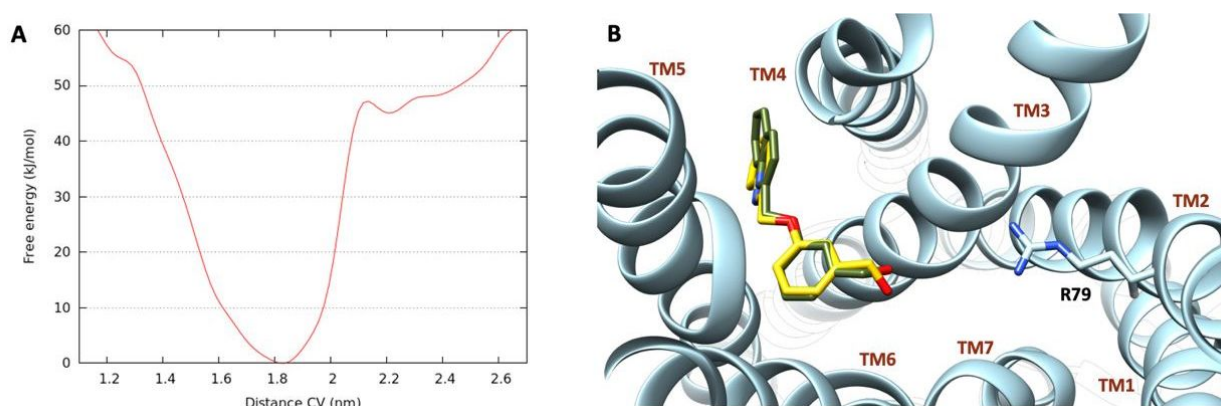 A
Free energy (kJ/mol)
60
50
40
30
20
10
0
1.2 1.4 1.6 1.8 2 2.2 2.4 2.6
Distance CV (nm)
B
TM5
TM4
TM3
TM2
R79
TM6
TM7
TM1